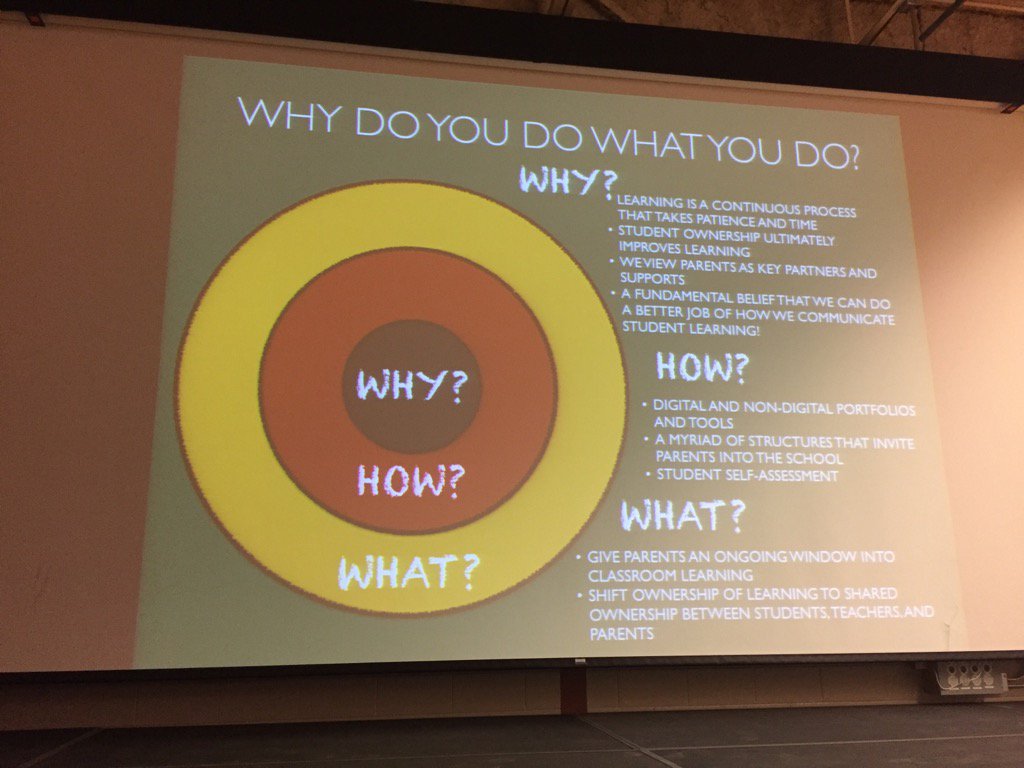 WHY DO YOU DO WHAT YOU DO?
WHY?
LEARNING IS A CONTINUOUS PROCESS
THAT TAKES PATIENCE AND TIME
• STUDENT OWNERSHIP ULTIMATELY
IMPROVES LEARNING
• WE VIEW PARENTS AS KEY PARTNERS AND
SUPPORTS
• A FUNDAMENTAL BELIEF THAT WE CAN DO
A BETTER JOB OF HOW WE COMMUNICATE
STUDENT LEARNING!
HOW?
• DIGITAL AND NON-DIGITAL PORTFOLIOS
AND TOOLS
• A MYRIAD OF STRUCTURES THAT INVITE
PARENTS INTO THE SCHOOL
• STUDENT SELF-ASSESSMENT
WHAT?
• GIVE PARENTS AN ONGOING WINDOW INTO
CLASSROOM LEARNING
• SHIFT OWNERSHIP OF LEARNING TO SHARED
OWNERSHIP BETWEEN STUDENTS, TEACHERS, AND
PARENTS
WHY?
HOW?
WHAT?